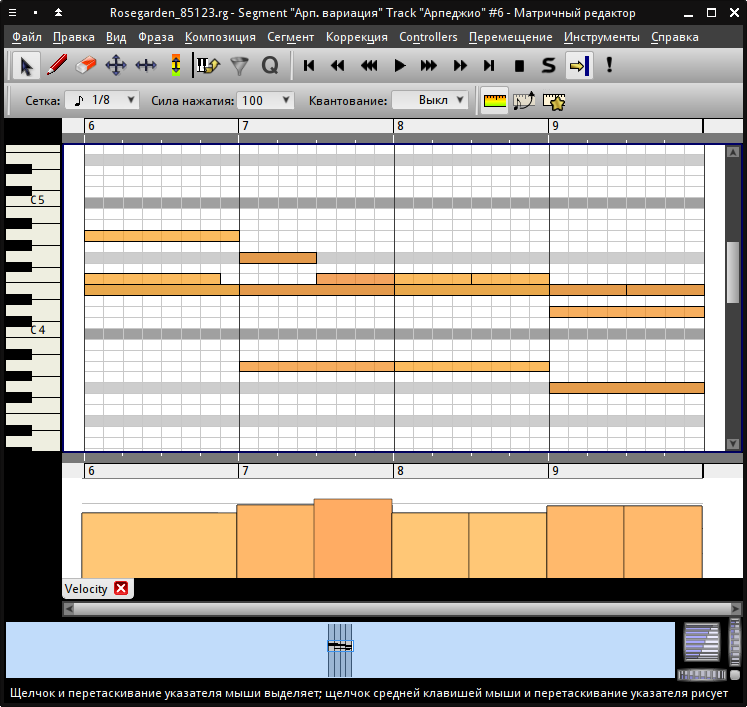 Rosegarden_85123.rg - Segment "Арп. вариация" Track "Арпеджио" #6 - Матричный редактор
Файл Правка Вид Фраза Композиция Сегмент Коррекция Controllers Перемещение Инструменты Справка
Q S !
Сетка: 1/8 Сила нажатия: 100 Квантование: Выкл
6 7 8 9
C5
C4
6 7 8 9
Velocity
Щелчок и перетаскивание указателя мыши выделяет; щелчок средней клавишей мыши и перетаскивание указателя рисует